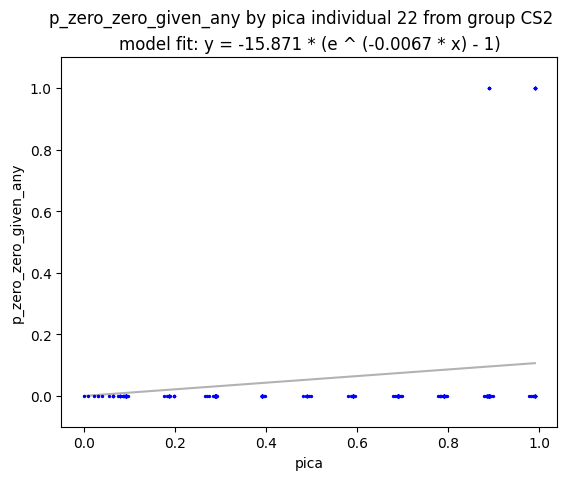 p_zero_zero_given_any by pica individual 22 from group CS2
model fit: y = -15.871 * (e ^ (-0.0067 * x) - 1)
1.0
0.8
0.6
0.4
0.2
0.0
p_zero_zero_given_any
0.0 0.2 0.4 0.6 0.8 1.0
pica